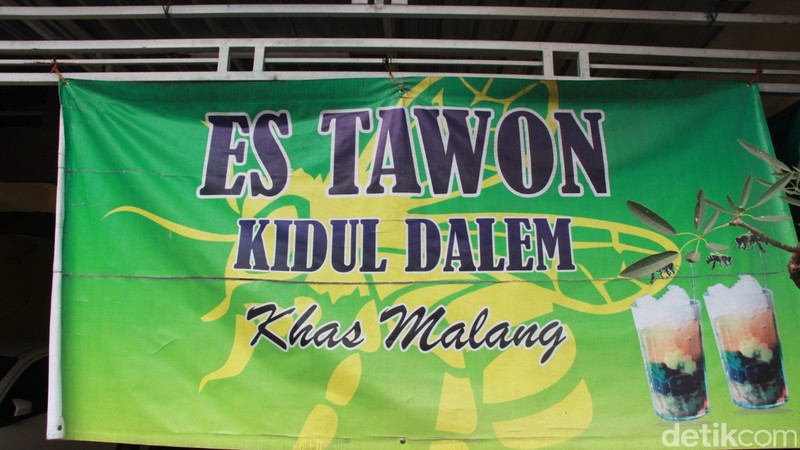 ES TAWON
KIDUL DALEM
Khas Malang
detikcom